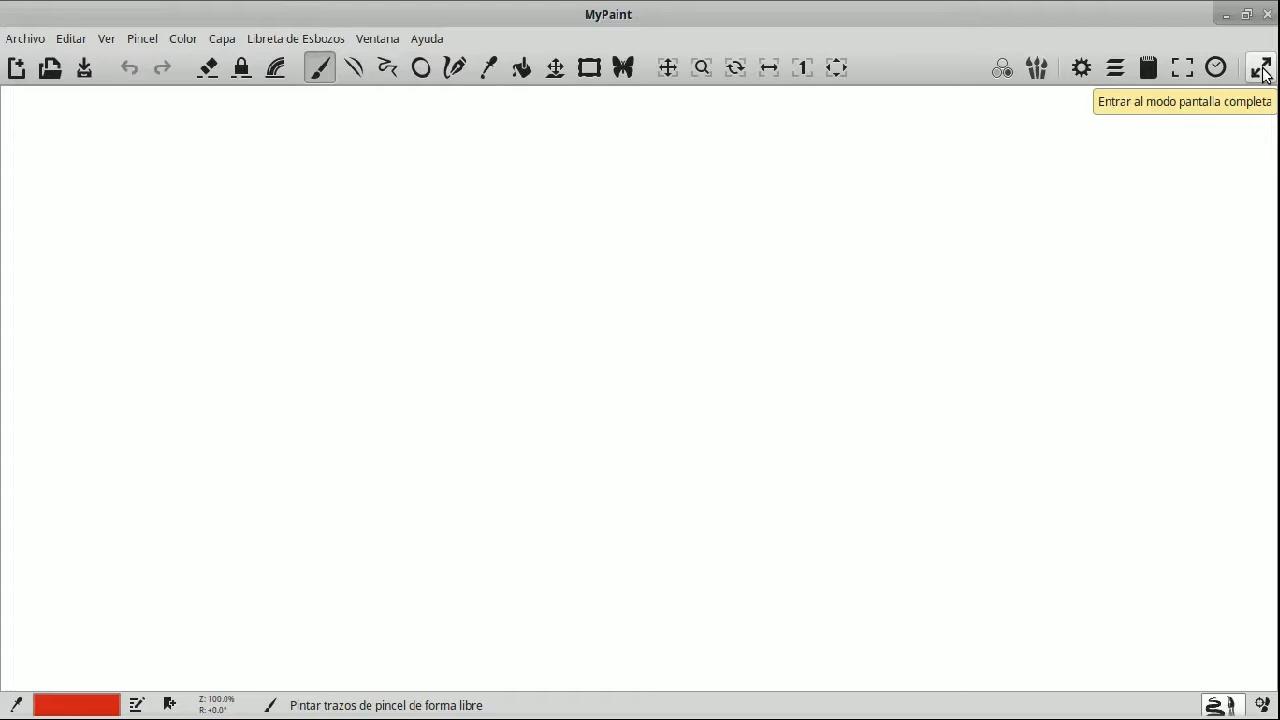 MyPaint
Archivo Editar Ver Pincel Color Capa Libreta de Esbozos Ventana Ayuda
1
Entrar al modo pantalla completa
Z: 100.0%
R: +0.0°
Pintar trazos de pincel de forma libre